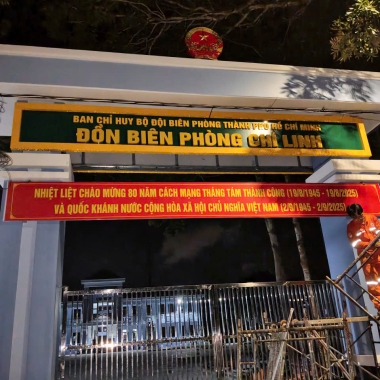 BAN CHỈ HUY BỘ ĐỘI BIÊN PHÒNG THÀNH PHỐ HỒ CHÍ MINH
ĐỒN BIÊN PHÒNG CHÍ LINH
NHIỆT LIỆT CHÀO MỪNG 80 NĂM CÁCH MẠNG THÁNG TÁM THÀNH CÔNG (19/8/1945 - 19/8/2025)
VÀ QUỐC KHÁNH NƯỚC CỘNG HÒA XÃ HỘI CHỦ NGHĨA VIỆT NAM (2/9/1945 - 2/9/2025)